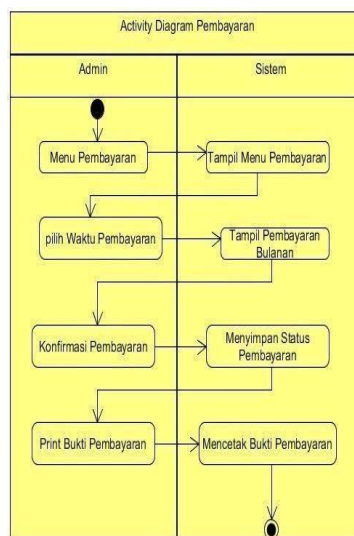 Activity Diagram Pembayaran
Admin
Sistem
Menu Pembayaran
Tampil Menu Pembayaran
pilih Waktu Pembayaran
Tampil Pembayaran
Bulanan
Konfirmasi Pembayaran
Menyimpan Status
Pembayaran
Print Bukti Pembayaran
Mencetak Bukti Pembayaran